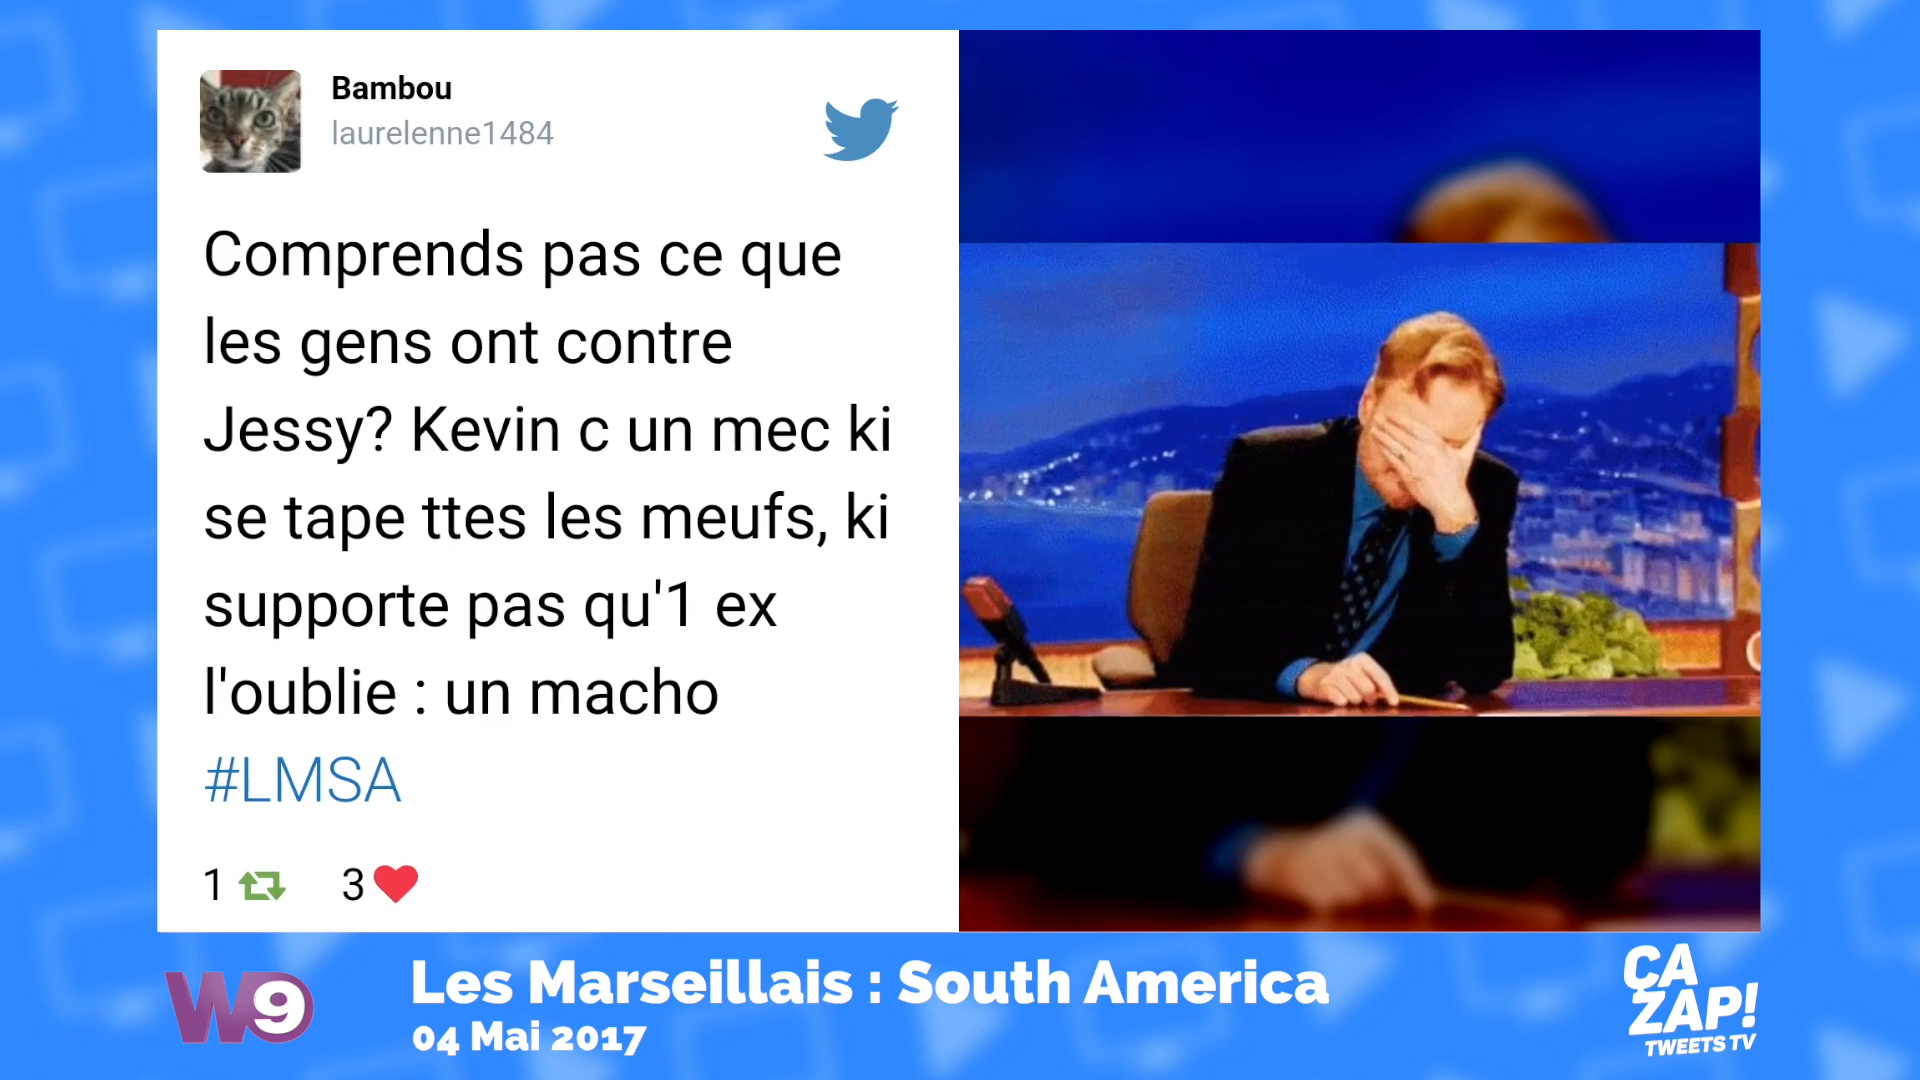 Bambou
laurelenne1484
Comprends pas ce que
les gens ont contre
Jessy? Kevin c un mec ki
se tape ttes les meufs, ki
supporte pas qu'1 ex
l'oublie : un macho
#LMSA
1 3
W9
Les Marseillais : South America
04 Mai 2017
CA
ZAP!
TWEETS TV